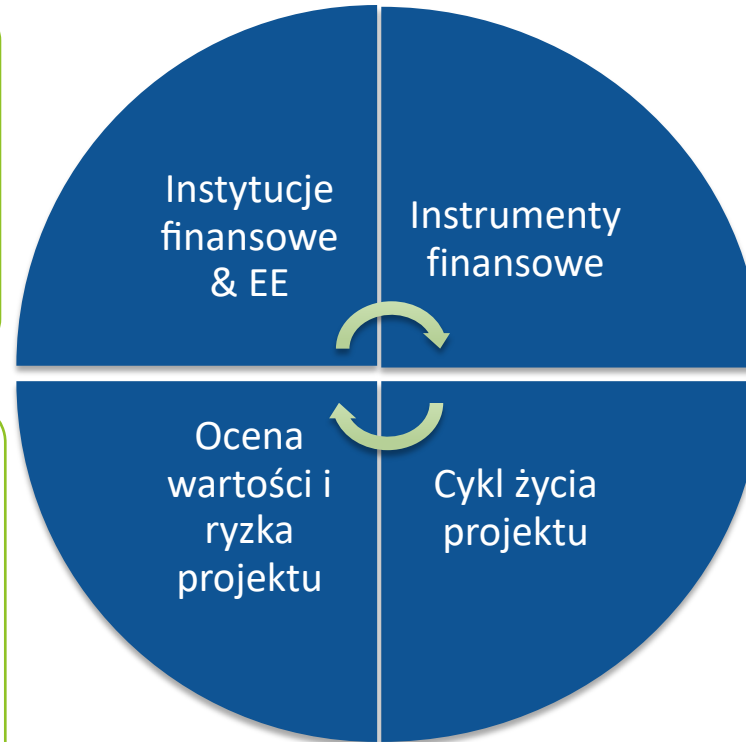 Instytucje
finansowe
& EE
Instrumenty
finansowe
Ocena
wartości i
ryzka
projektu
Cykl życia
projektu